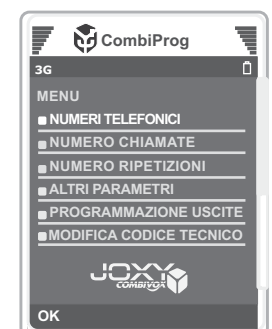 CombiProg
3G
MENU
NUMERI TELEFONICI
NUMERO CHIAMATE
NUMERO RIPETIZIONI
ALTRI PARAMETRI
PROGRAMMAZIONE USCITE
MODIFICA CODICE TECNICO
JOXY
COMBIVOX
OK